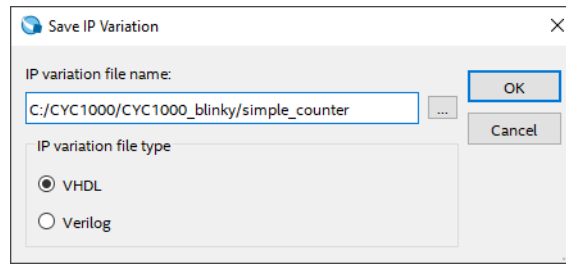 Save IP Variation
IP variation file name:
C:/CYC1000/CYC1000_blinky/simple_counter
...
OK
Cancel
IP variation file type
VHDL
Verilog